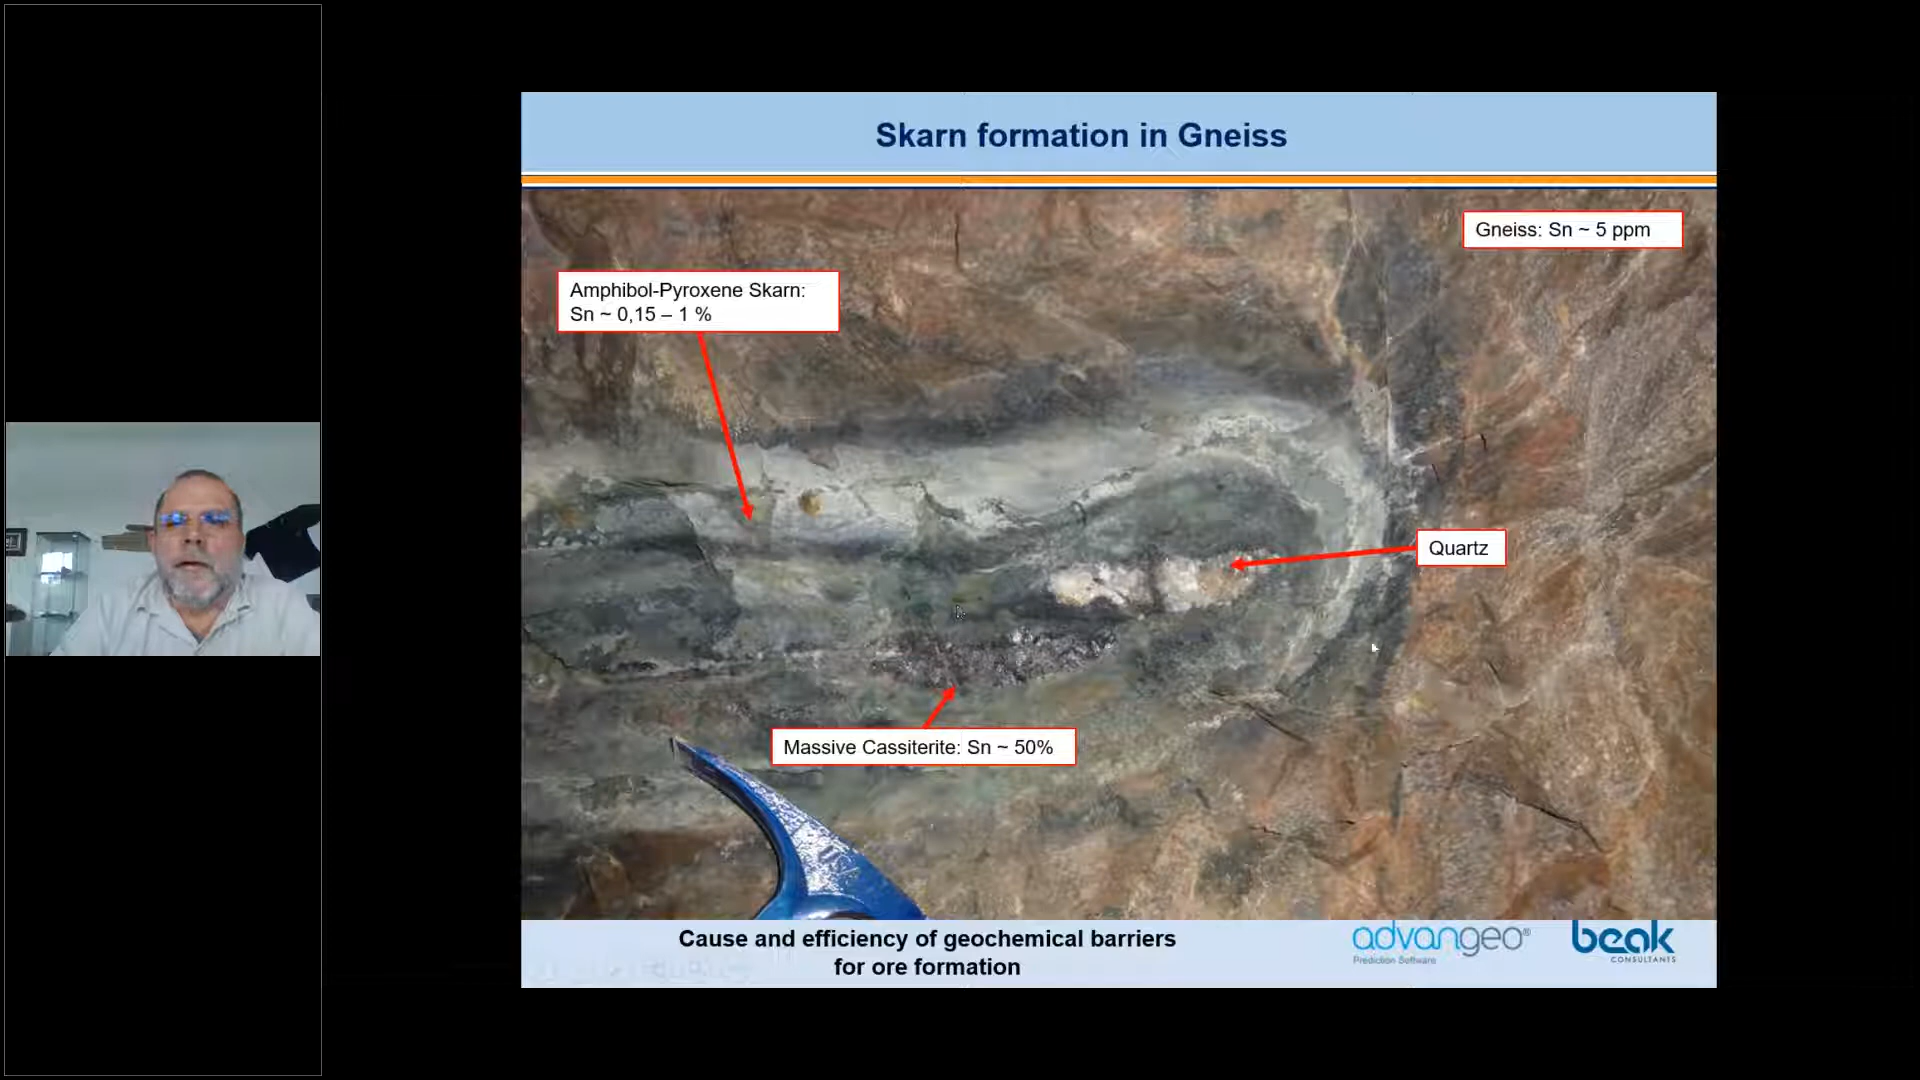 Skarn formation in Gneiss
Gneiss: Sn ~ 5 ppm
Amphibol-Pyroxene Skarn:
Sn ~ 0,15 – 1 %
Quartz
Massive Cassiterite: Sn ~ 50%
Cause and efficiency of geochemical barriers
for ore formation
advangeo®
Prediction Software
beak
CONSULTANTS